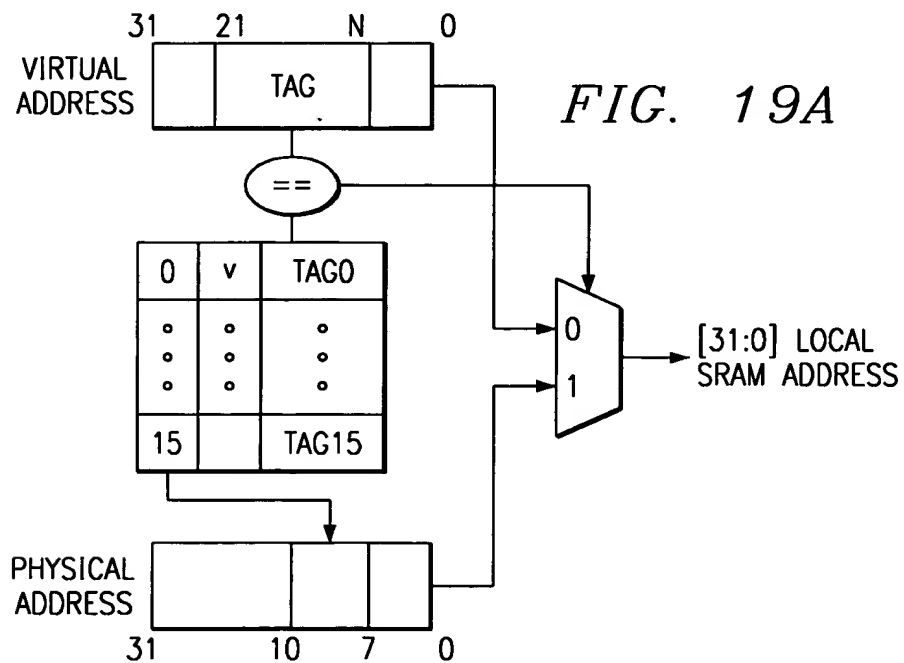 31 21 N 0
VIRTUAL
ADDRESS
TAG
FIG. 19A
==
0 v TAG0
15 TAG15
0
1
[31:0] LOCAL
SRAM ADDRESS
PHYSICAL
ADDRESS
31 10 7 0